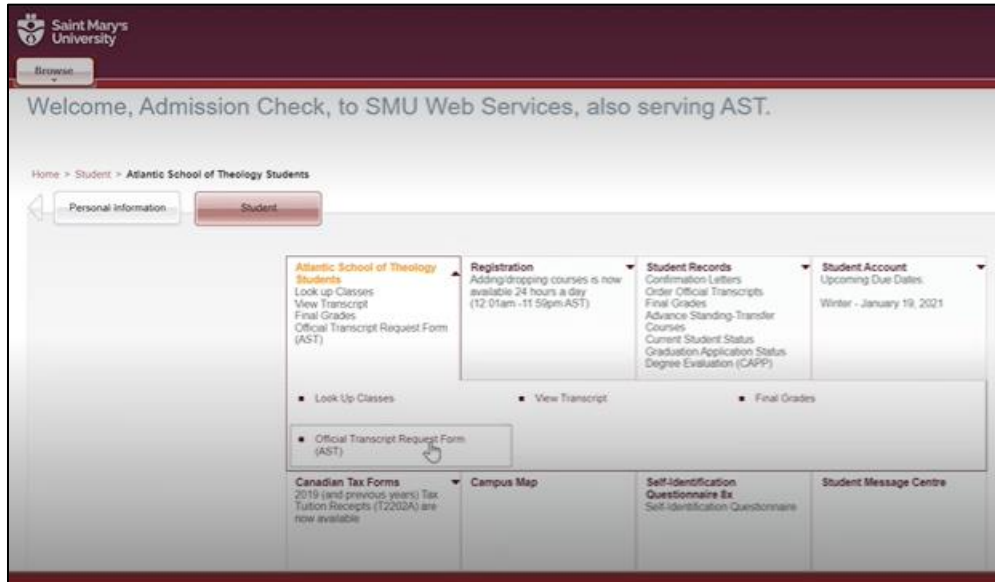 Saint Mary's
University
Browse
Welcome, Admission Check, to SMU Web Services, also serving AST.
Home > Student > Atlantic School of Theology Students
Personal Information
Student
Atlantic School of Theology
Students
Look up Classes
View Transcript
Final Grades
Official Transcript Request Form
(AST)
Registration
Adding/dropping courses is now
available 24 hours a day
(12:01am -11:59pm AST)
Student Records
Confirmation Letters
Order Official Transcripts
Final Grades
Advance Standing-Transfer
Courses
Current Student Status
Graduation Application Status
Degree Evaluation (CAPP)
Student Account
Upcoming Due Dates:
Winter - January 19, 2021
Look Up Classes
View Transcript
Final Grades
Official Transcript Request Form
(AST)
Canadian Tax Forms
2019 (and previous years) Tax
Tuition Receipts (T2202A) are
now available
Campus Map
Self-Identification
Questionnaire 8x
Self-Identification Questionnaire
Student Message Centre